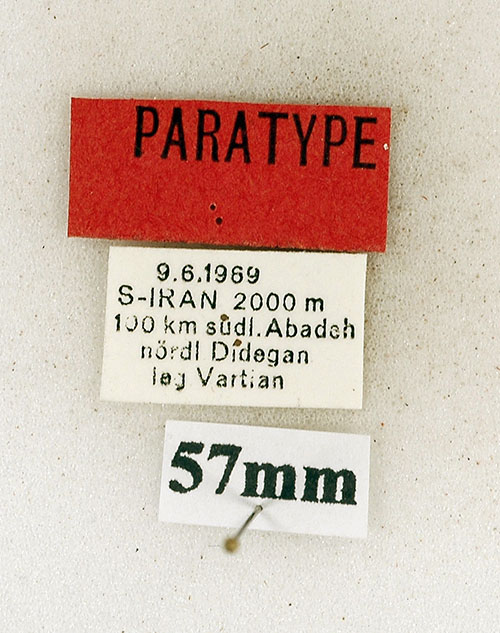 PARATYPE
9.6.1969
S-IRAN 2000 m
100 km südl. Abadeh
nördl Didegan
leg Vartian
57mm